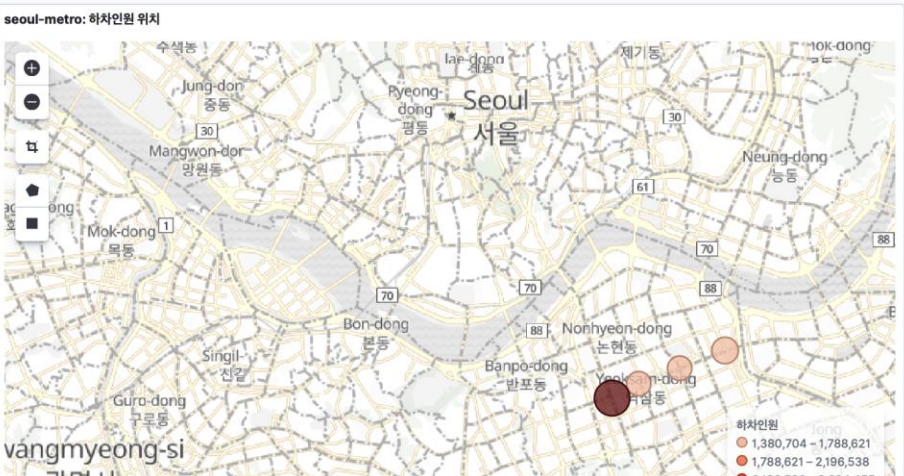 seoul-metro: 하차인원 위치
수색동
제기동
Jung-don
중동
Pyeong-
dong
평동
Seoul
서울
30
30
Mangwon-dor
망원동
Neung-dong
능동
61
1
Mok-dong
목동
70
88
70
70
88
88
Bon-dong
본동
Nonhyeon-dong
논현동
Singil-
신길
Banpo-dong
반포동
Yeoksam-dong
Guro-dong
구로동
wangmyeong-si
하차인원
1,380,704 – 1,788,621
1,788,621 – 2,196,538